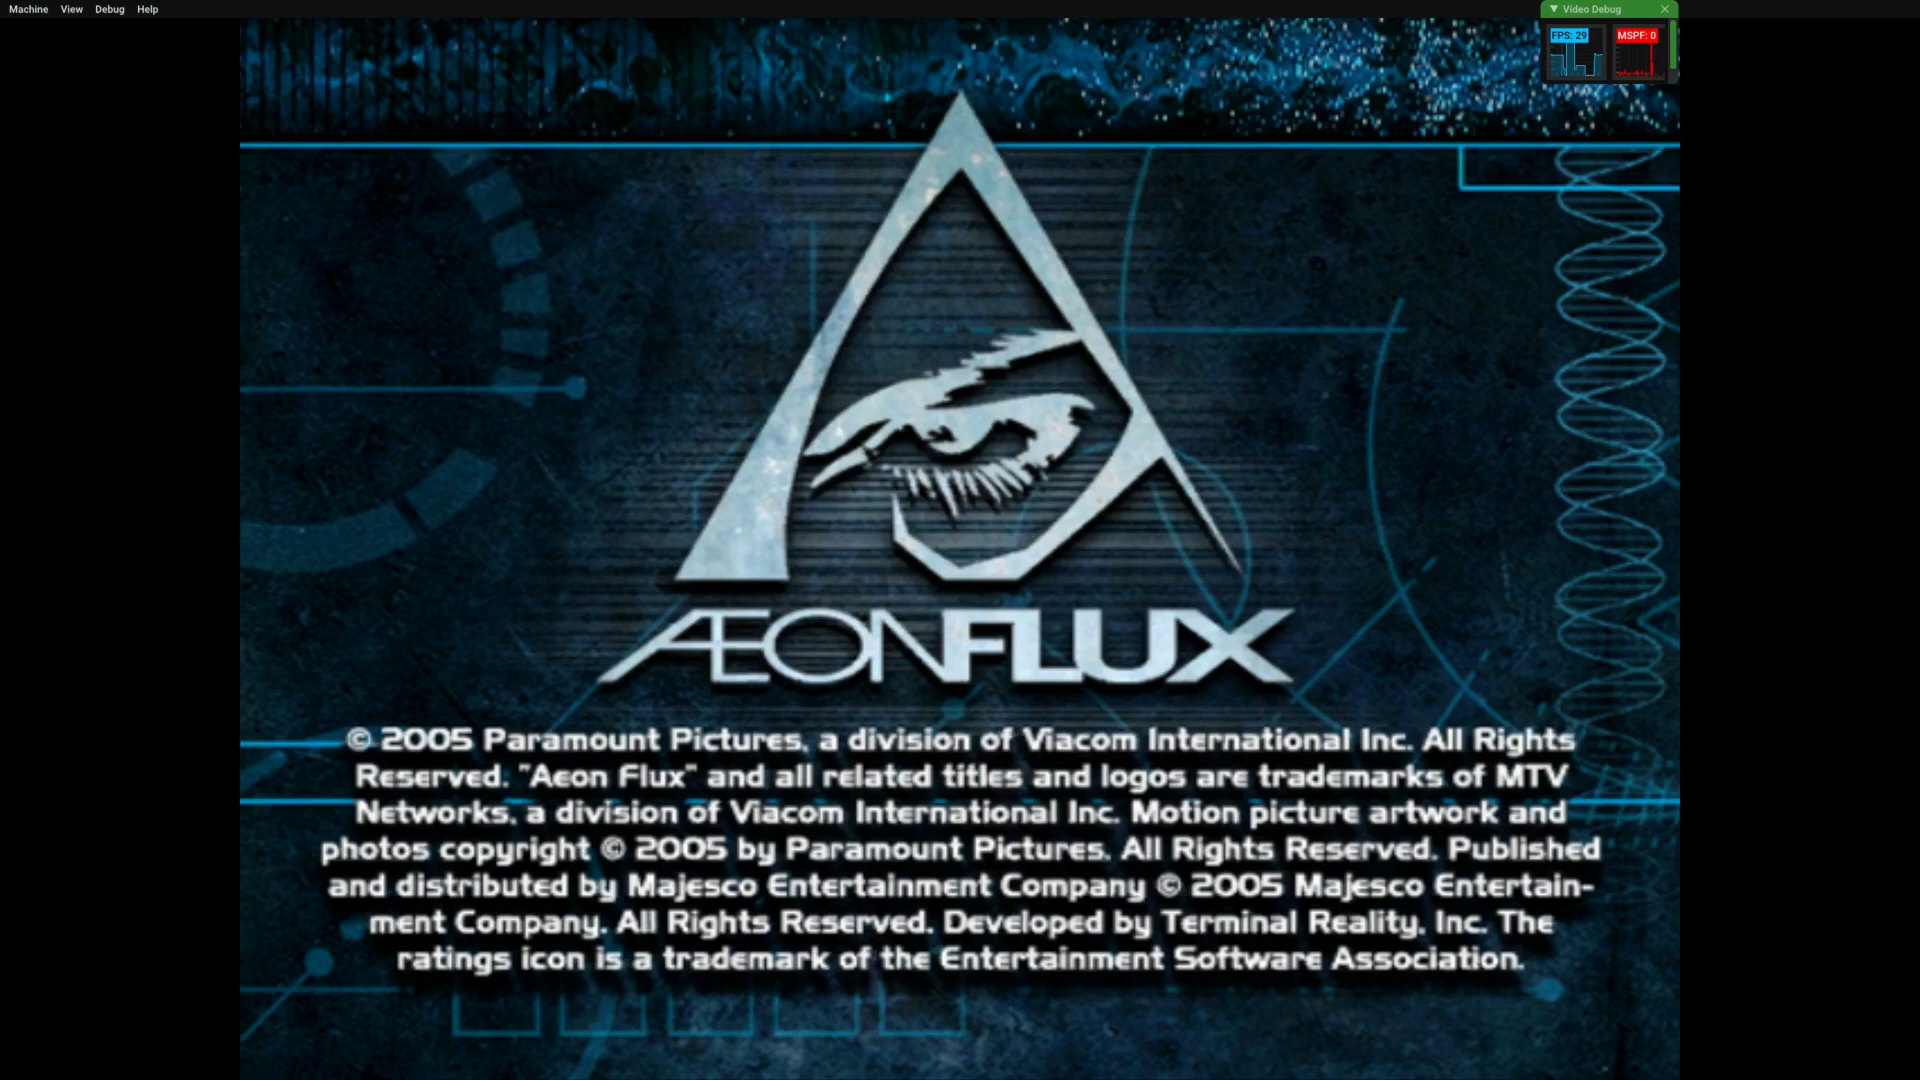 Machine View Debug Help
Video Debug
FPS: 29 MSPF: 0
ÆONFLUX
© 2005 Paramount Pictures, a division of Viacom International Inc. All Rights
Reserved. "Aeon Flux" and all related titles and logos are trademarks of MTV
Networks, a division of Viacom International Inc. Motion picture artwork and
photos copyright © 2005 by Paramount Pictures. All Rights Reserved. Published
and distributed by Majesco Entertainment Company © 2005 Majesco Entertain-
ment Company. All Rights Reserved. Developed by Terminal Reality, Inc. The
ratings icon is a trademark of the Entertainment Software Association.